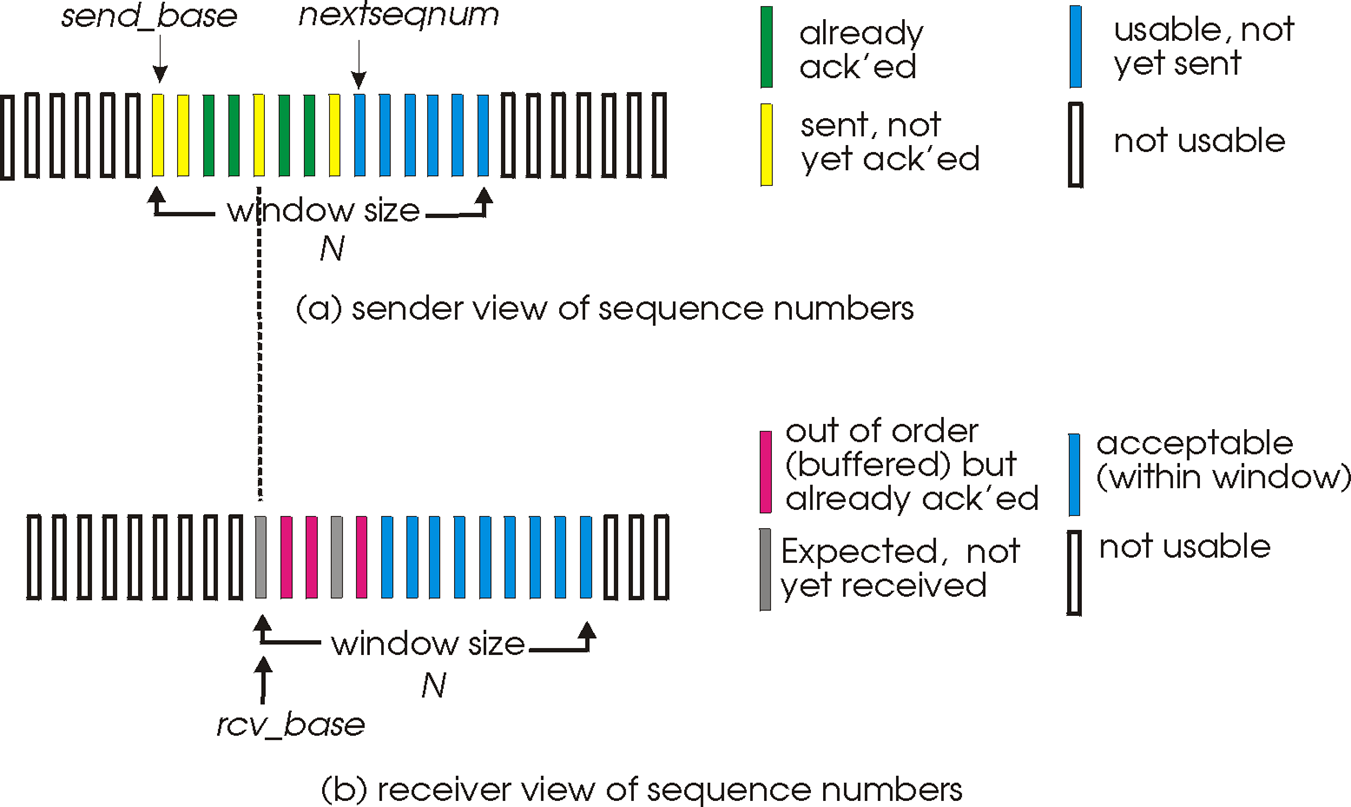 send_base
nextseqnum
already
ack'ed
usable, not
yet sent
sent, not
yet ack'ed
not usable
window size
N
(a) sender view of sequence numbers
out of order
(buffered) but
already ack'ed
acceptable
(within window)
Expected, not
yet received
not usable
window size
N
rcv_base
(b) receiver view of sequence numbers